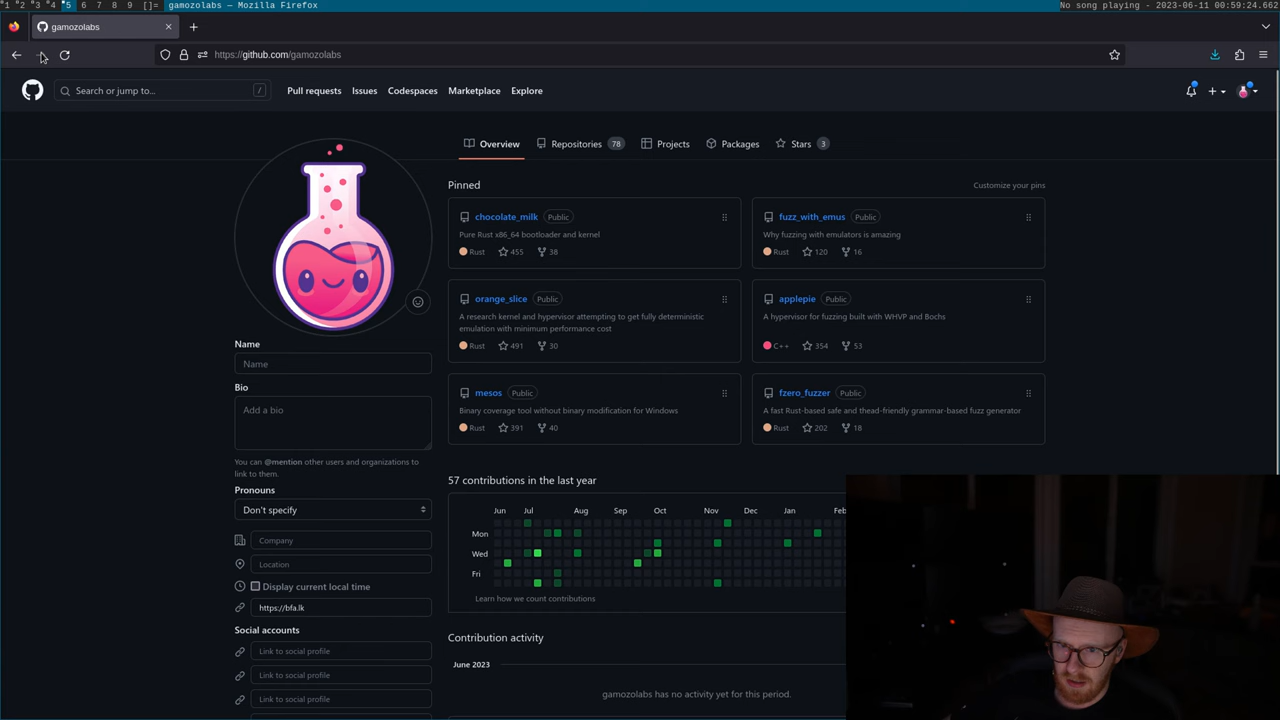 1 2 3 4 5 6 7 8 9 []= gamozolabs — Mozilla Firefox No song playing - 2023-06-11 00:59:24.662
gamozolabs
https://github.com/gamozolabs
Search or jump to... / Pull requests Issues Codespaces Marketplace Explore
Overview Repositories 78 Projects Packages Stars 3
Pinned Customize your pins
chocolate_milk Public
Pure Rust x86_64 bootloader and kernel
Rust 455 38
fuzz_with_emus Public
Why fuzzing with emulators is amazing
Rust 120 16
orange_slice Public
A research kernel and hypervisor attempting to get fully deterministic
emulation with minimum performance cost
Rust 491 30
applepie Public
A hypervisor for fuzzing built with WHVP and Bochs
C++ 354 53
mesos Public
Binary coverage tool without binary modification for Windows
Rust 391 40
fzero_fuzzer Public
A fast Rust-based safe and thead-friendly grammar-based fuzz generator
Rust 202 18
Name
Name
Bio
Add a bio
You can @mention other users and organizations to
link to them.
Pronouns
Don't specify
Company
Location
Display current local time
https://bfa.lk
Social accounts
Link to social profile
Link to social profile
Link to social profile
57 contributions in the last year
Jun Jul Aug Sep Oct Nov Dec Jan Feb
Mon
Wed
Fri
Learn how we count contributions
Contribution activity
June 2023
gamozolabs has no activity yet for this period.